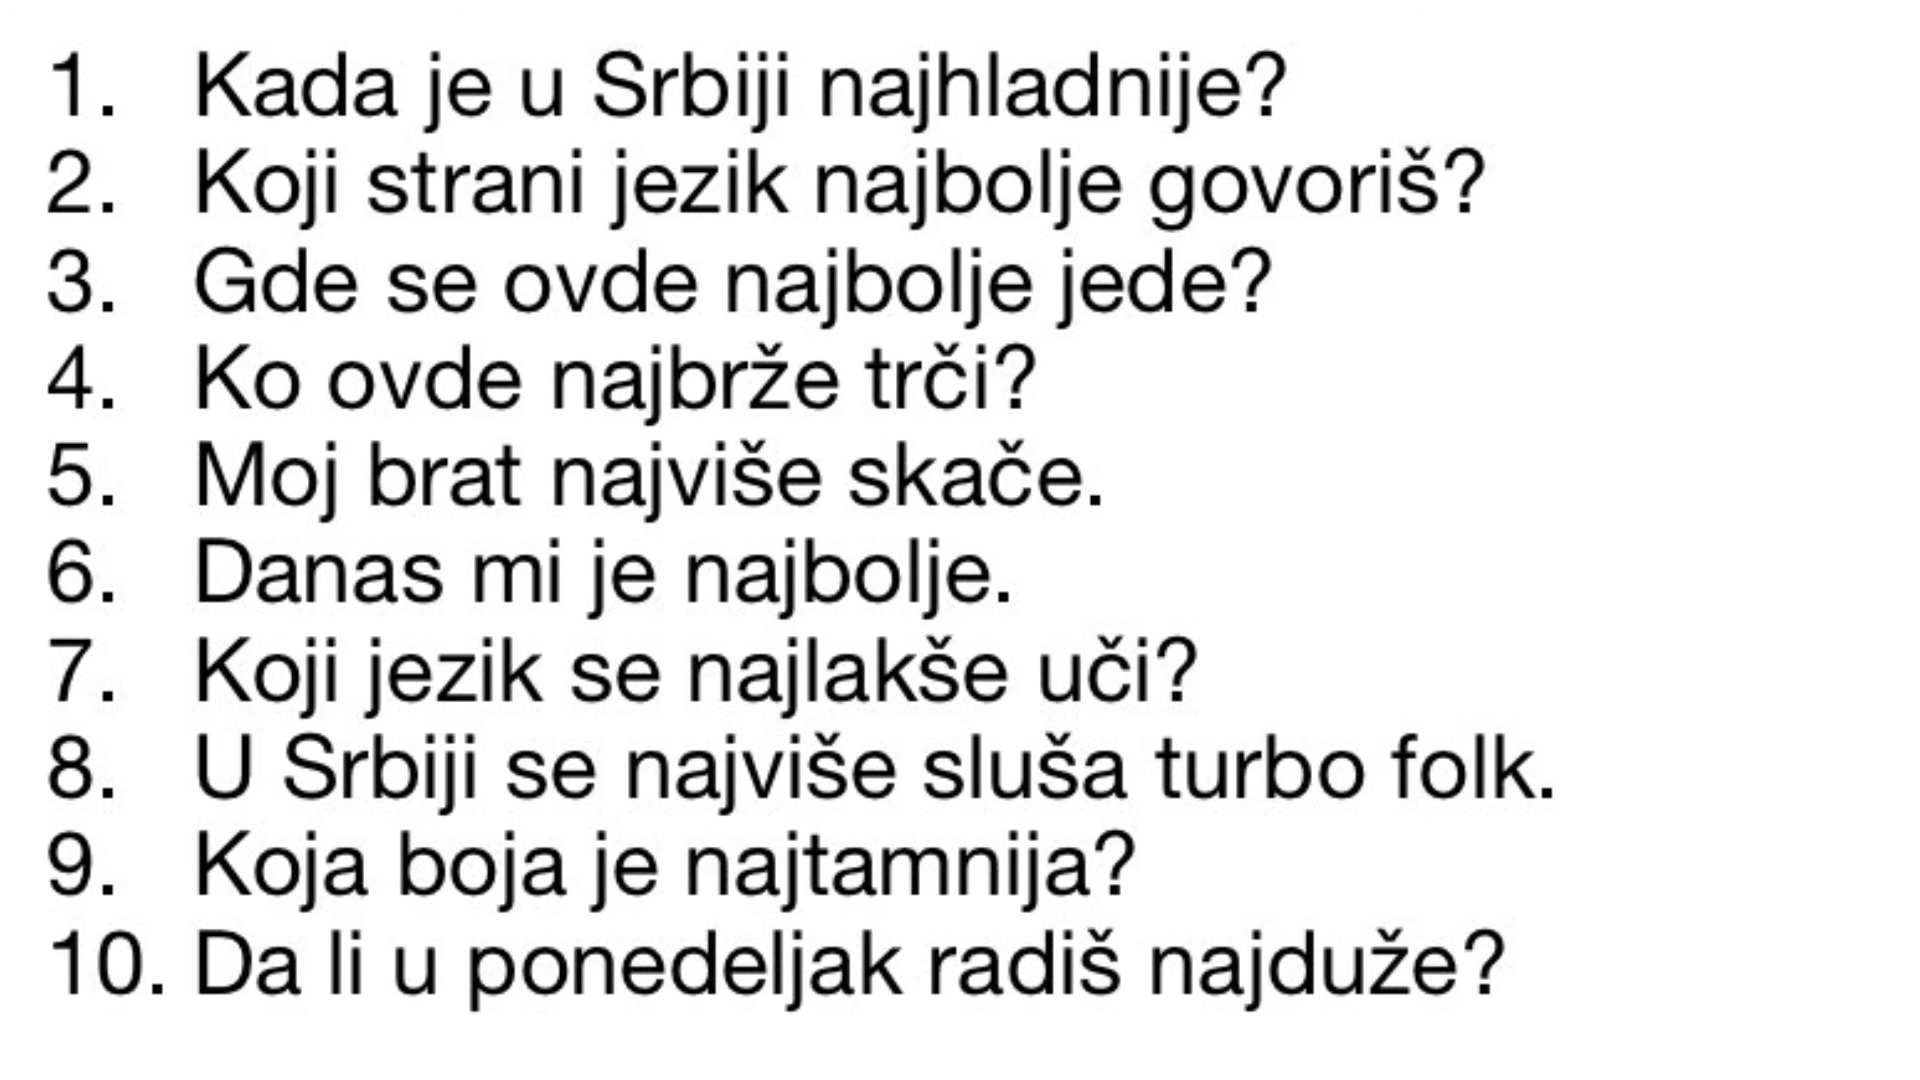 1. Kada je u Srbiji najhladnije?
2. Koji strani jezik najbolje govoriš?
3. Gde se ovde najbolje jede?
4. Ko ovde najbrže trči?
5. Moj brat najviše skače.
6. Danas mi je najbolje.
7. Koji jezik se najlakše uči?
8. U Srbiji se najviše sluša turbo folk.
9. Koja boja je najtamnija?
10. Da li u ponedeljak radiš najduže?